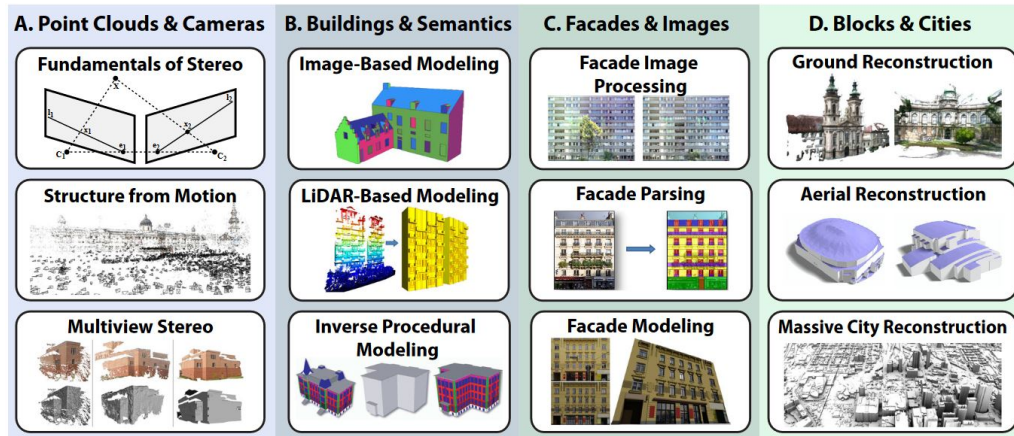 A. Point Clouds & Cameras
Fundamentals of Stereo
X
l₁
l₂
x₁
x₂
e₁
e₂
C₁
C₂
Structure from Motion
Multiview Stereo
B. Buildings & Semantics
Image-Based Modeling
LiDAR-Based Modeling
Inverse Procedural
Modeling
C. Facades & Images
Facade Image
Processing
Facade Parsing
Facade Modeling
D. Blocks & Cities
Ground Reconstruction
Aerial Reconstruction
Massive City Reconstruction